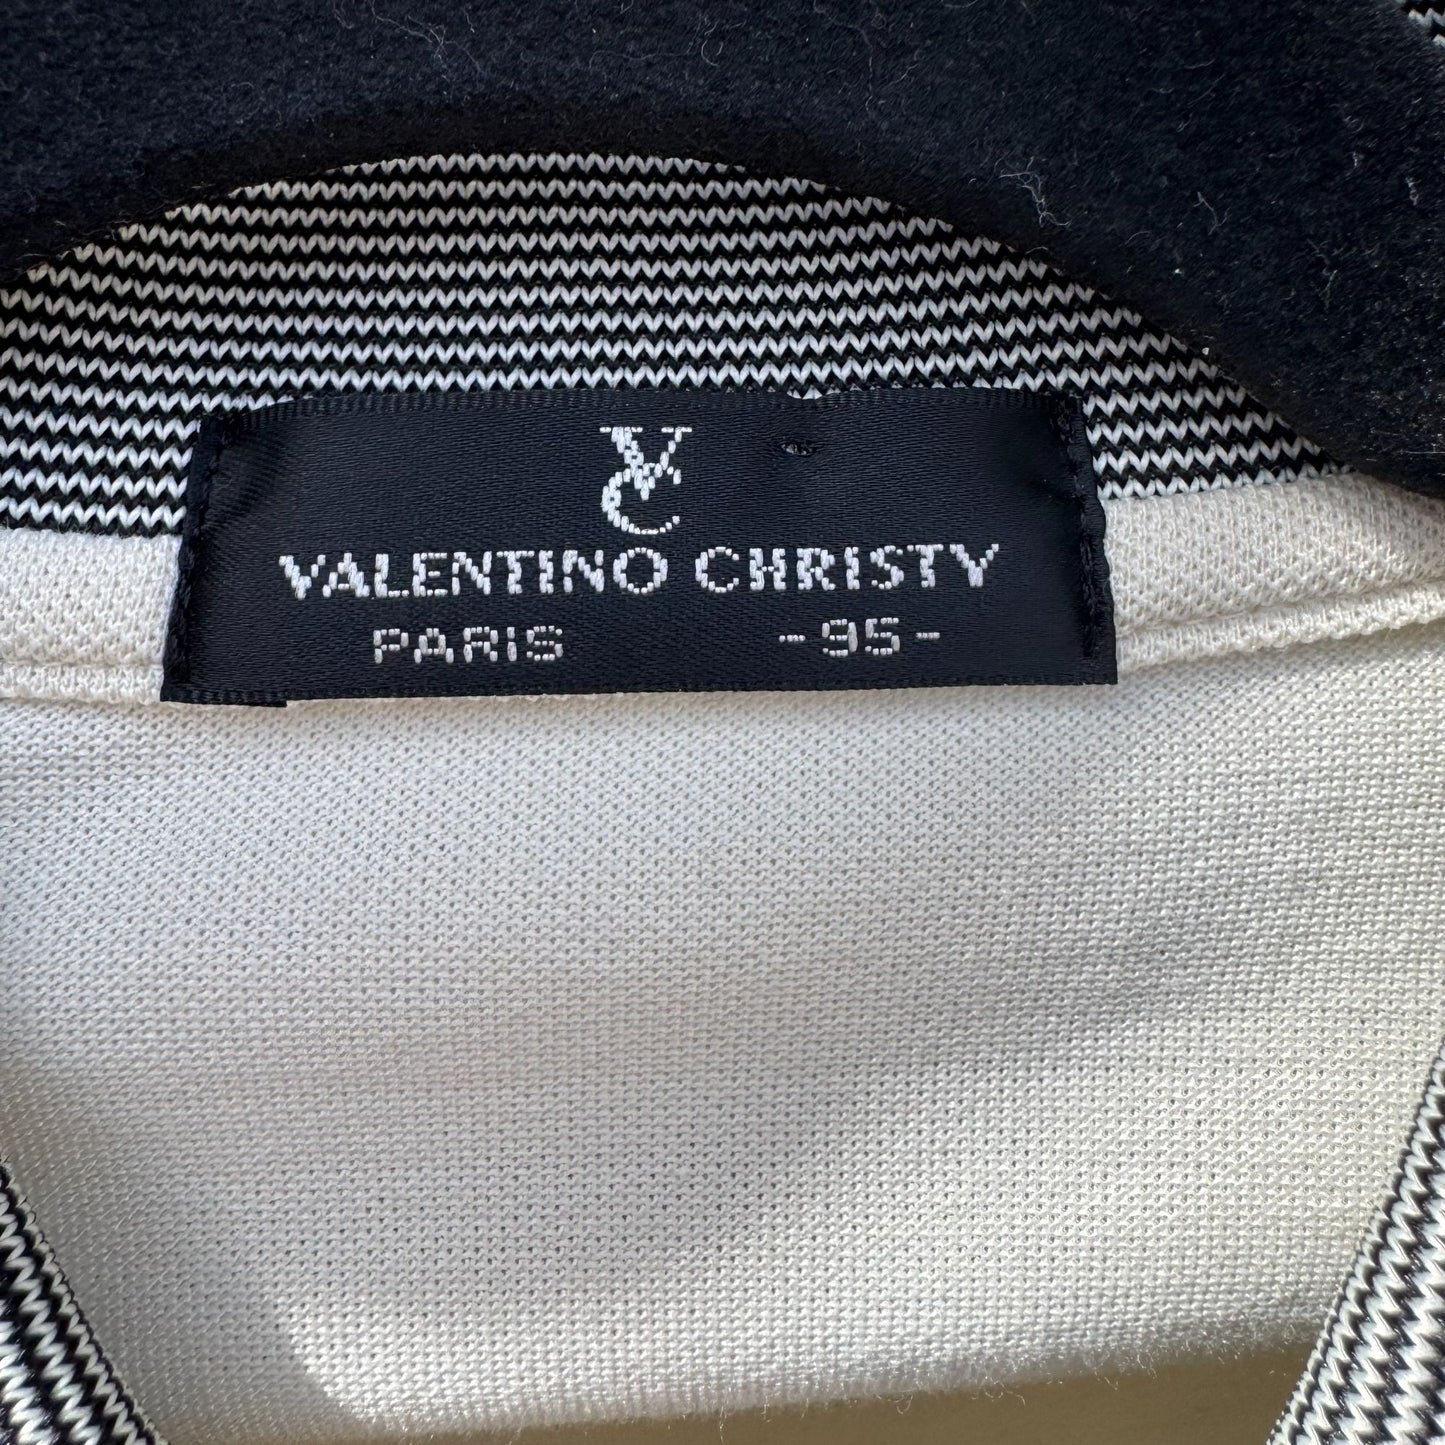 VC
VALENTINO CHRISTY
PARIS -95-